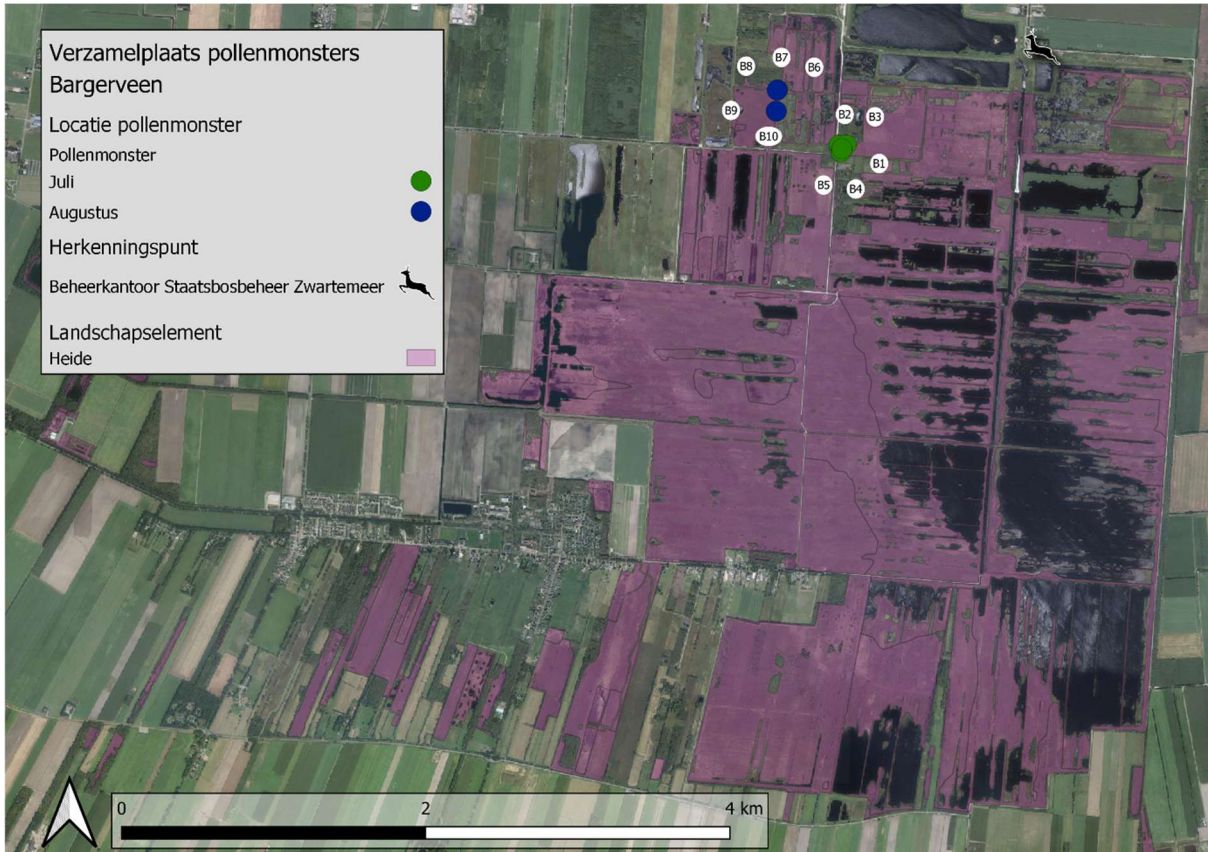 Verzamelplaats pollenmonsters
Bargerveen
Locatie pollenmonster
Pollenmonster
Juli
Augustus
Herkenningspunt
Beheerkantoor Staatsbosbeheer Zwartemeer
Landschapselement
Heide
B7
B8
B6
B9
B2
B3
B10
B1
B5
B4
0 2 4 km